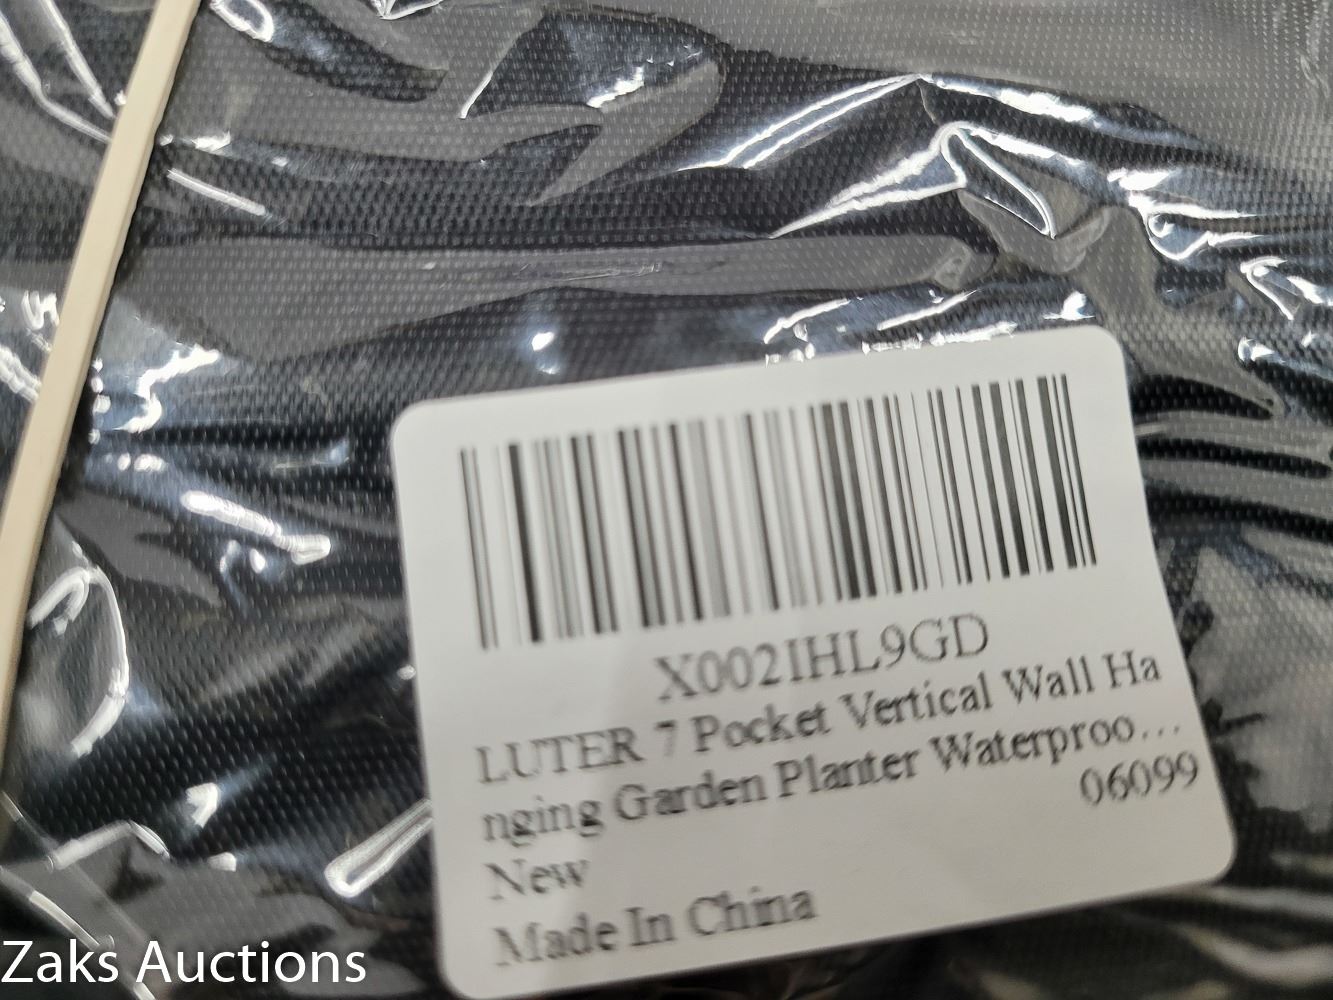 X002IHL9GD
LUTER 7 Pocket Vertical Wall Ha
nging Garden Planter Waterproo...
06099
New
Made In China
Zaks Auctions